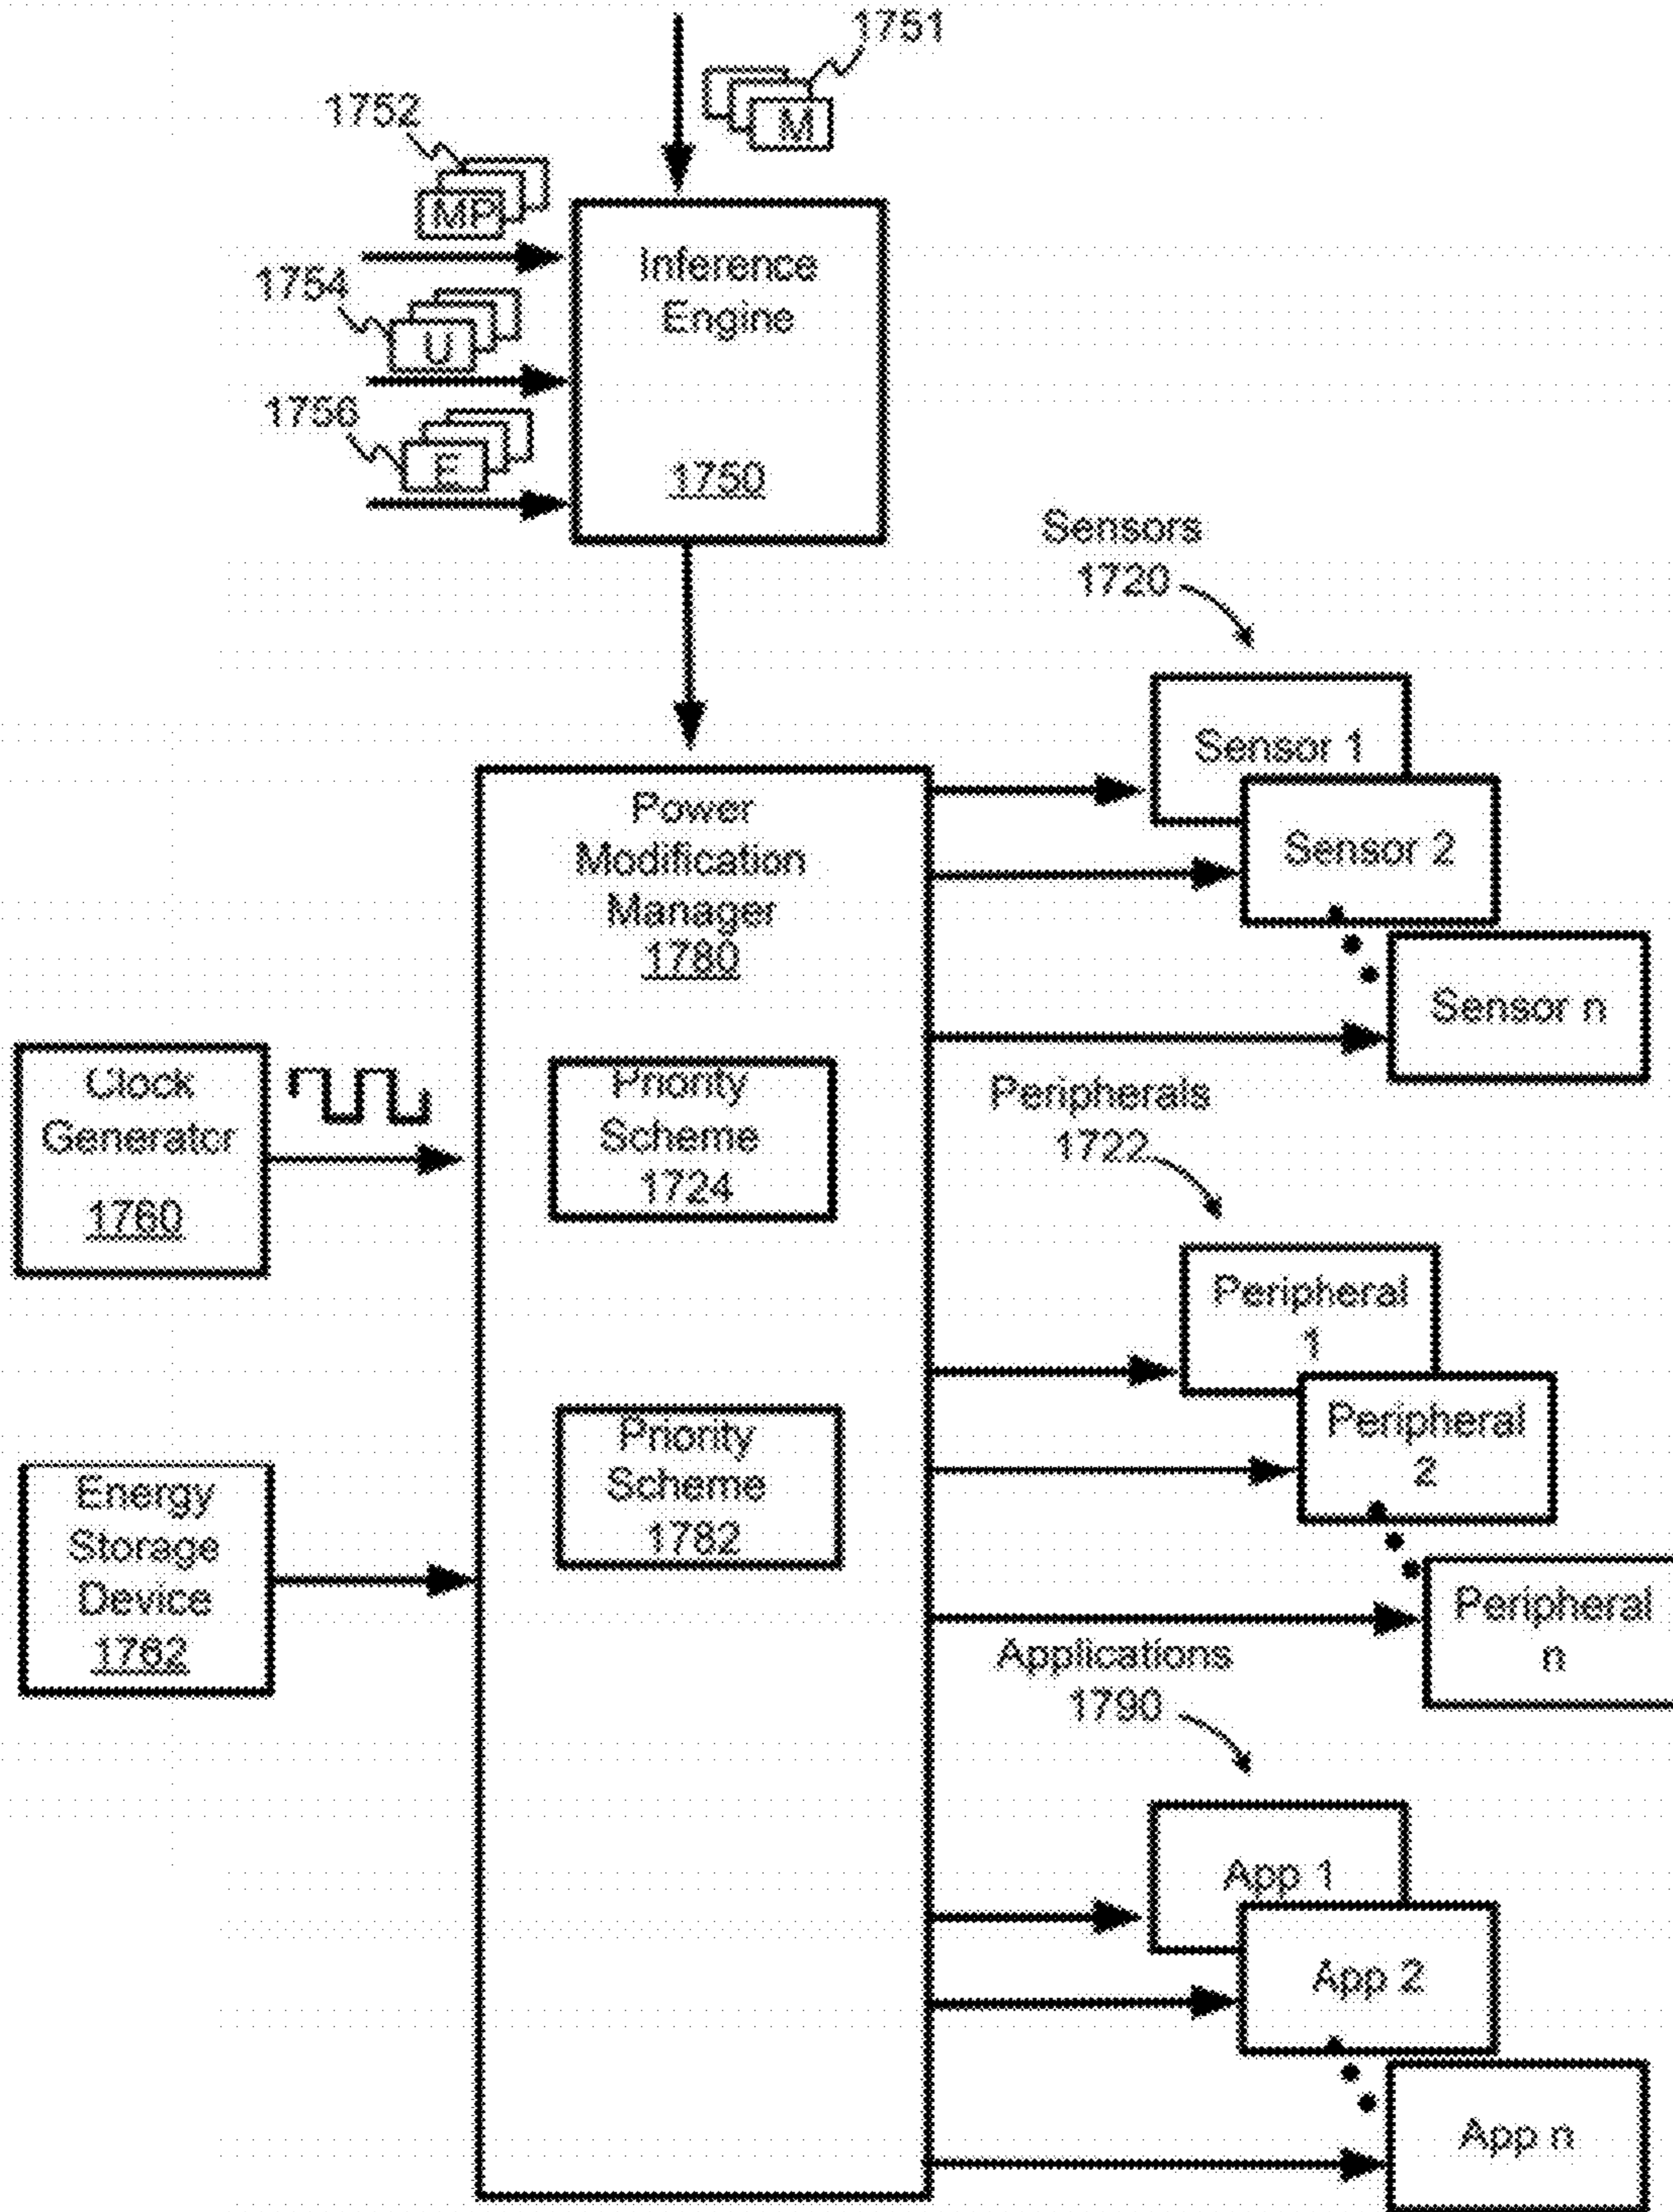 1751
M
1752
MP
1754
U
1756
E
Inference
Engine
1750
Sensors
1720
Sensor 1
Sensor 2
Sensor n
Power
Modification
Manager
1780
Priority
Scheme
1724
Priority
Scheme
1782
Clock
Generator
1760
Energy
Storage
Device
1762
Peripherals
1722
Peripheral
1
Peripheral
2
Peripheral
n
Applications
1790
App 1
App 2
App n